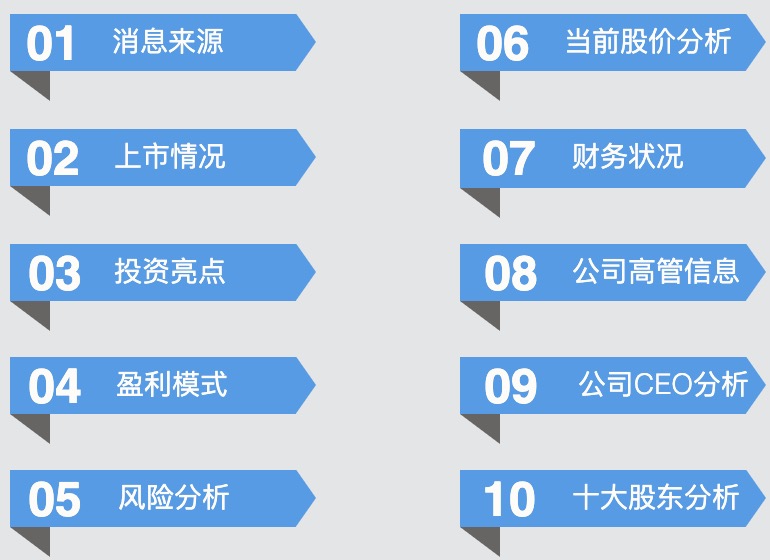 01 消息来源
02 上市情况
03 投资亮点
04 盈利模式
05 风险分析
06 当前股价分析
07 财务状况
08 公司高管信息
09 公司CEO分析
10 十大股东分析